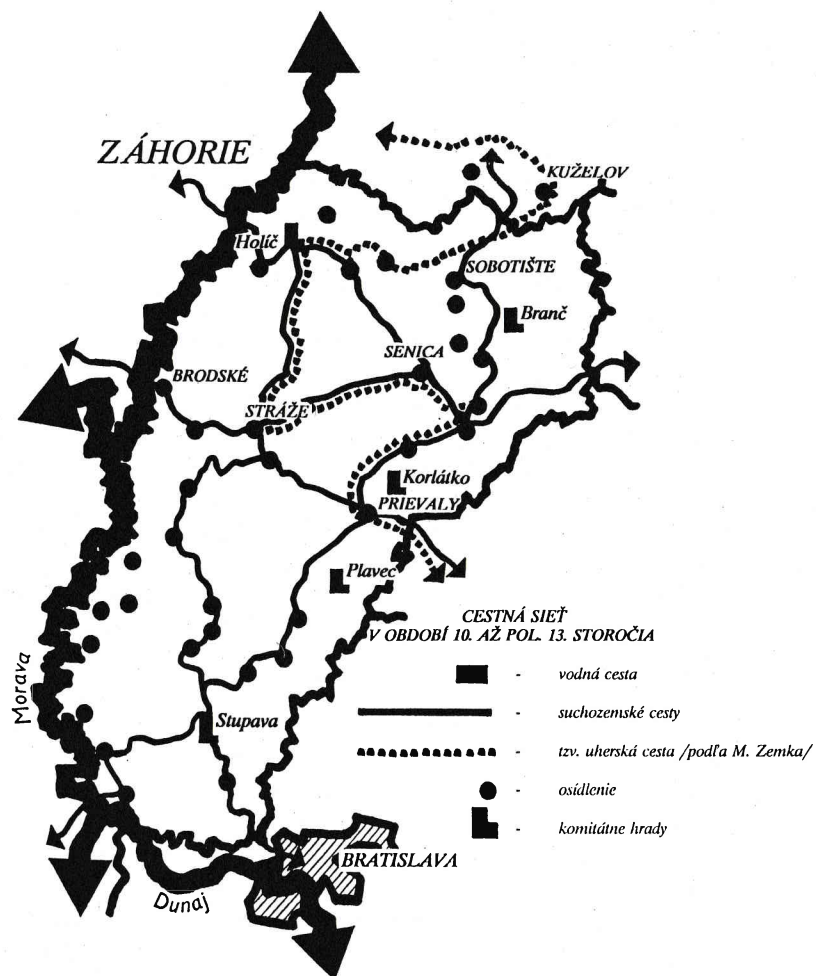 ZÁHORIE
KUŽELOV
Holíč
SOBOTIŠTE
Branč
SENICA
BRODSKÉ
STRÁŽE
Korlátko
PRIEVALY
Plavec
CESTNÁ SIEŤ
V OBDOBÍ 10. AŽ POL. 13. STOROČIA
- vodná cesta
- suchozemské cesty
- tzv. uherská cesta /podľa M. Zemka/
- osídlenie
- komitátne hrady
Morava
Stupava
BRATISLAVA
Dunaj